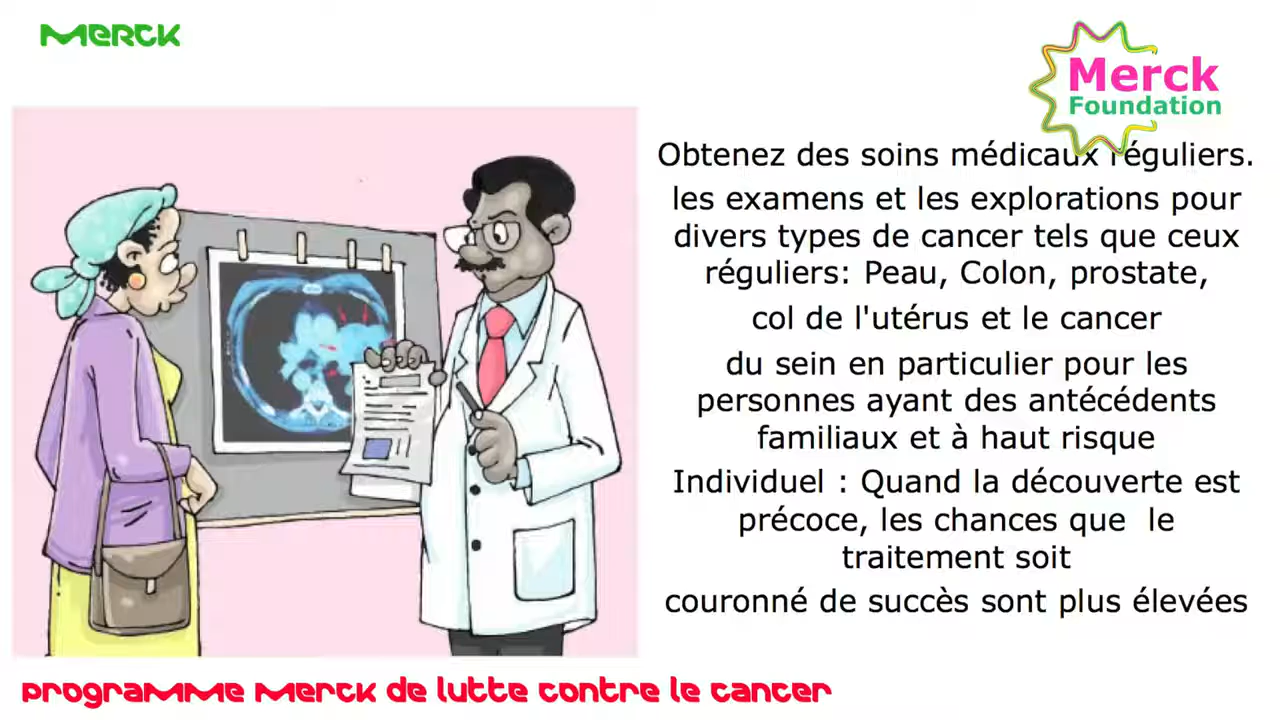 MERCK
Merck
Foundation
Obtenez des soins médicaux réguliers.
les examens et les explorations pour
divers types de cancer tels que ceux
réguliers: Peau, Colon, prostate,
col de l'utérus et le cancer
du sein en particulier pour les
personnes ayant des antécédents
familiaux et à haut risque
Individuel : Quand la découverte est
précoce, les chances que le
traitement soit
couronné de succès sont plus élevées
programme Merck de lutte contre le cancer